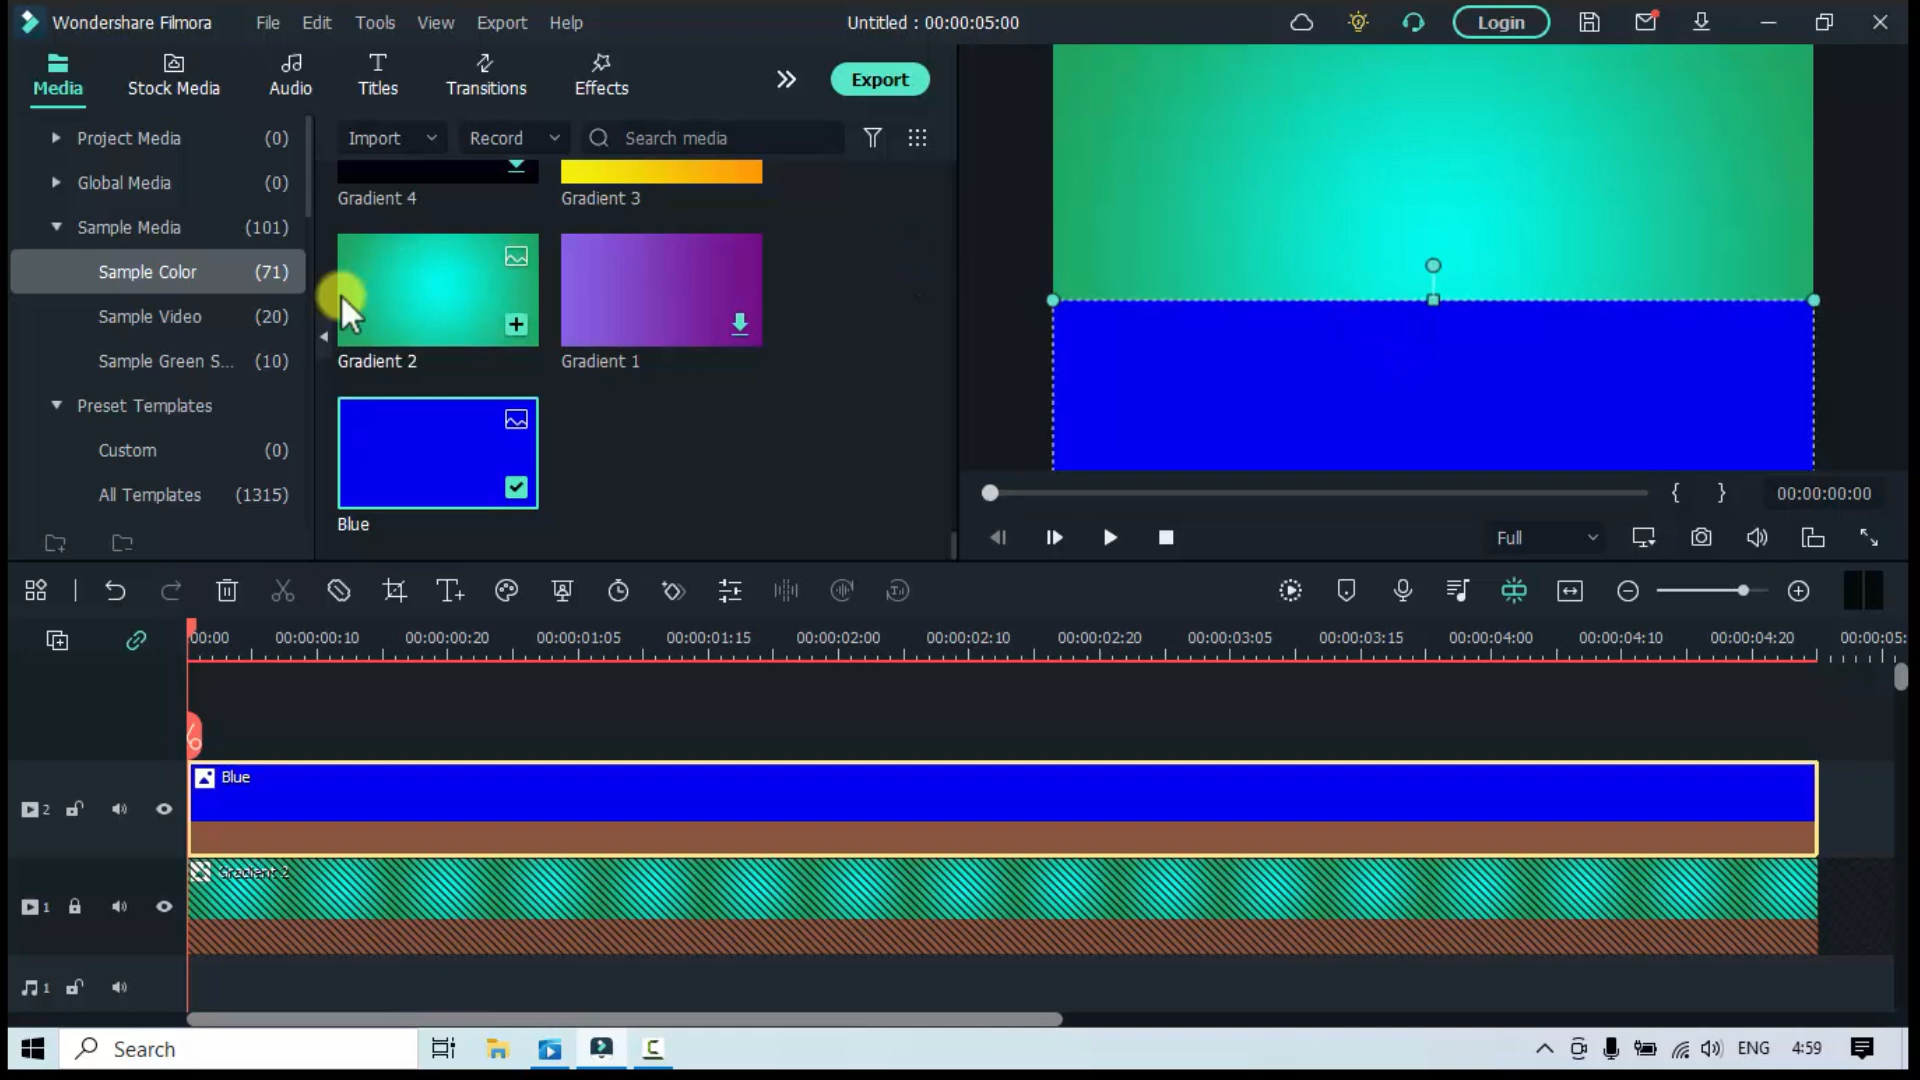 Wondershare Filmora File Edit Tools View Export Help Untitled : 00:00:05:00 Login
Media Stock Media Audio Titles Transitions Effects Export
Project Media (0)
Global Media (0)
Sample Media (101)
Sample Color (71)
Sample Video (20)
Sample Green S... (10)
Preset Templates
Custom (0)
All Templates (1315)
Import Record Search media
Gradient 4 Gradient 3
Gradient 2 Gradient 1
Blue
{ } 00:00:00:00
Full
00:00 00:00:00:10 00:00:00:20 00:00:01:05 00:00:01:15 00:00:02:00 00:00:02:10 00:00:02:20 00:00:03:05 00:00:03:15 00:00:04:00 00:00:04:10 00:00:04:20 00:00:05:
Blue
2
Gradient 2
1
1
Search ENG 4:59